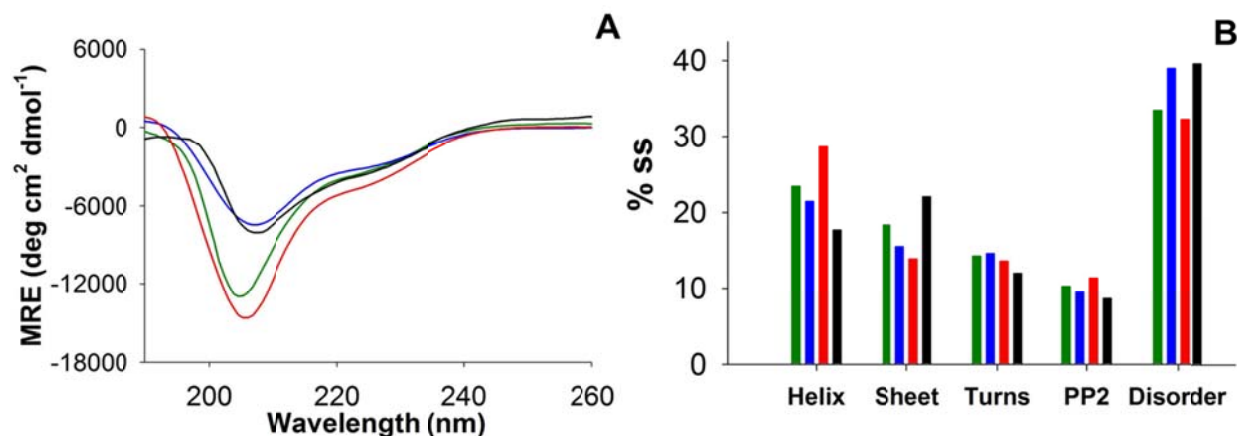 A
MRE (deg cm² dmol⁻¹)
6000
0
-6000
-12000
-18000
200
220
240
260
Wavelength (nm)
B
% ss
40
30
20
10
0
Helix
Sheet
Turns
PP2
Disorder